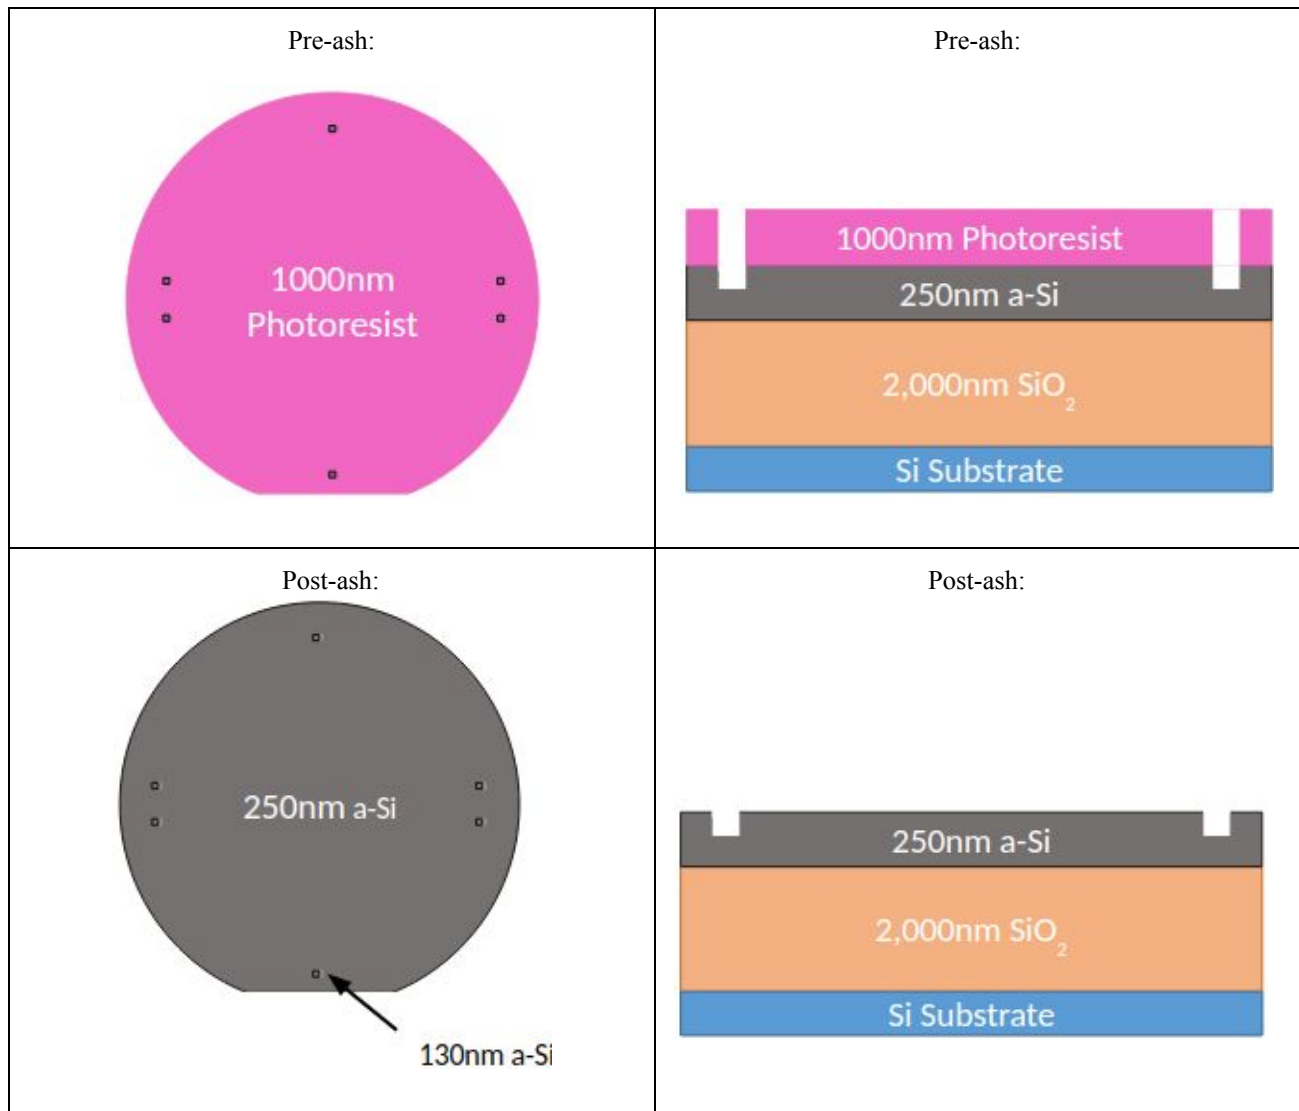 Pre-ash:
1000nm
Photoresist
Pre-ash:
1000nm Photoresist
250nm a-Si
2,000nm SiO₂
Si Substrate
Post-ash:
250nm a-Si
130nm a-Si
Post-ash:
250nm a-Si
2,000nm SiO₂
Si Substrate